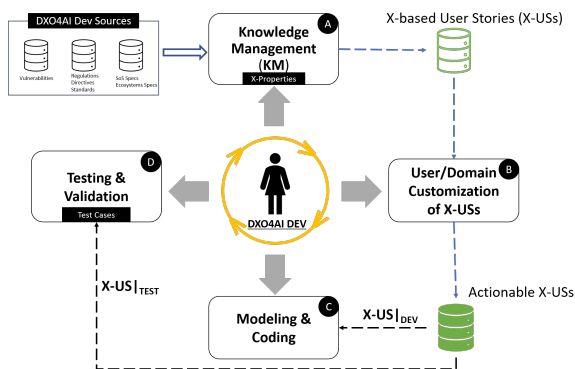 DXO4AI Dev Sources
Vulnerabilities
Regulations
Directives
Standards
SoS Specs
Ecosystems Specs
A
Knowledge
Management
(KM)
X-Properties
X-based User Stories (X-USs)
D
Testing &
Validation
Test Cases
DXO4AI DEV
B
User/Domain
Customization
of X-USs
X-US|TEST
C
Modeling &
Coding
X-US|DEV
Actionable X-USs